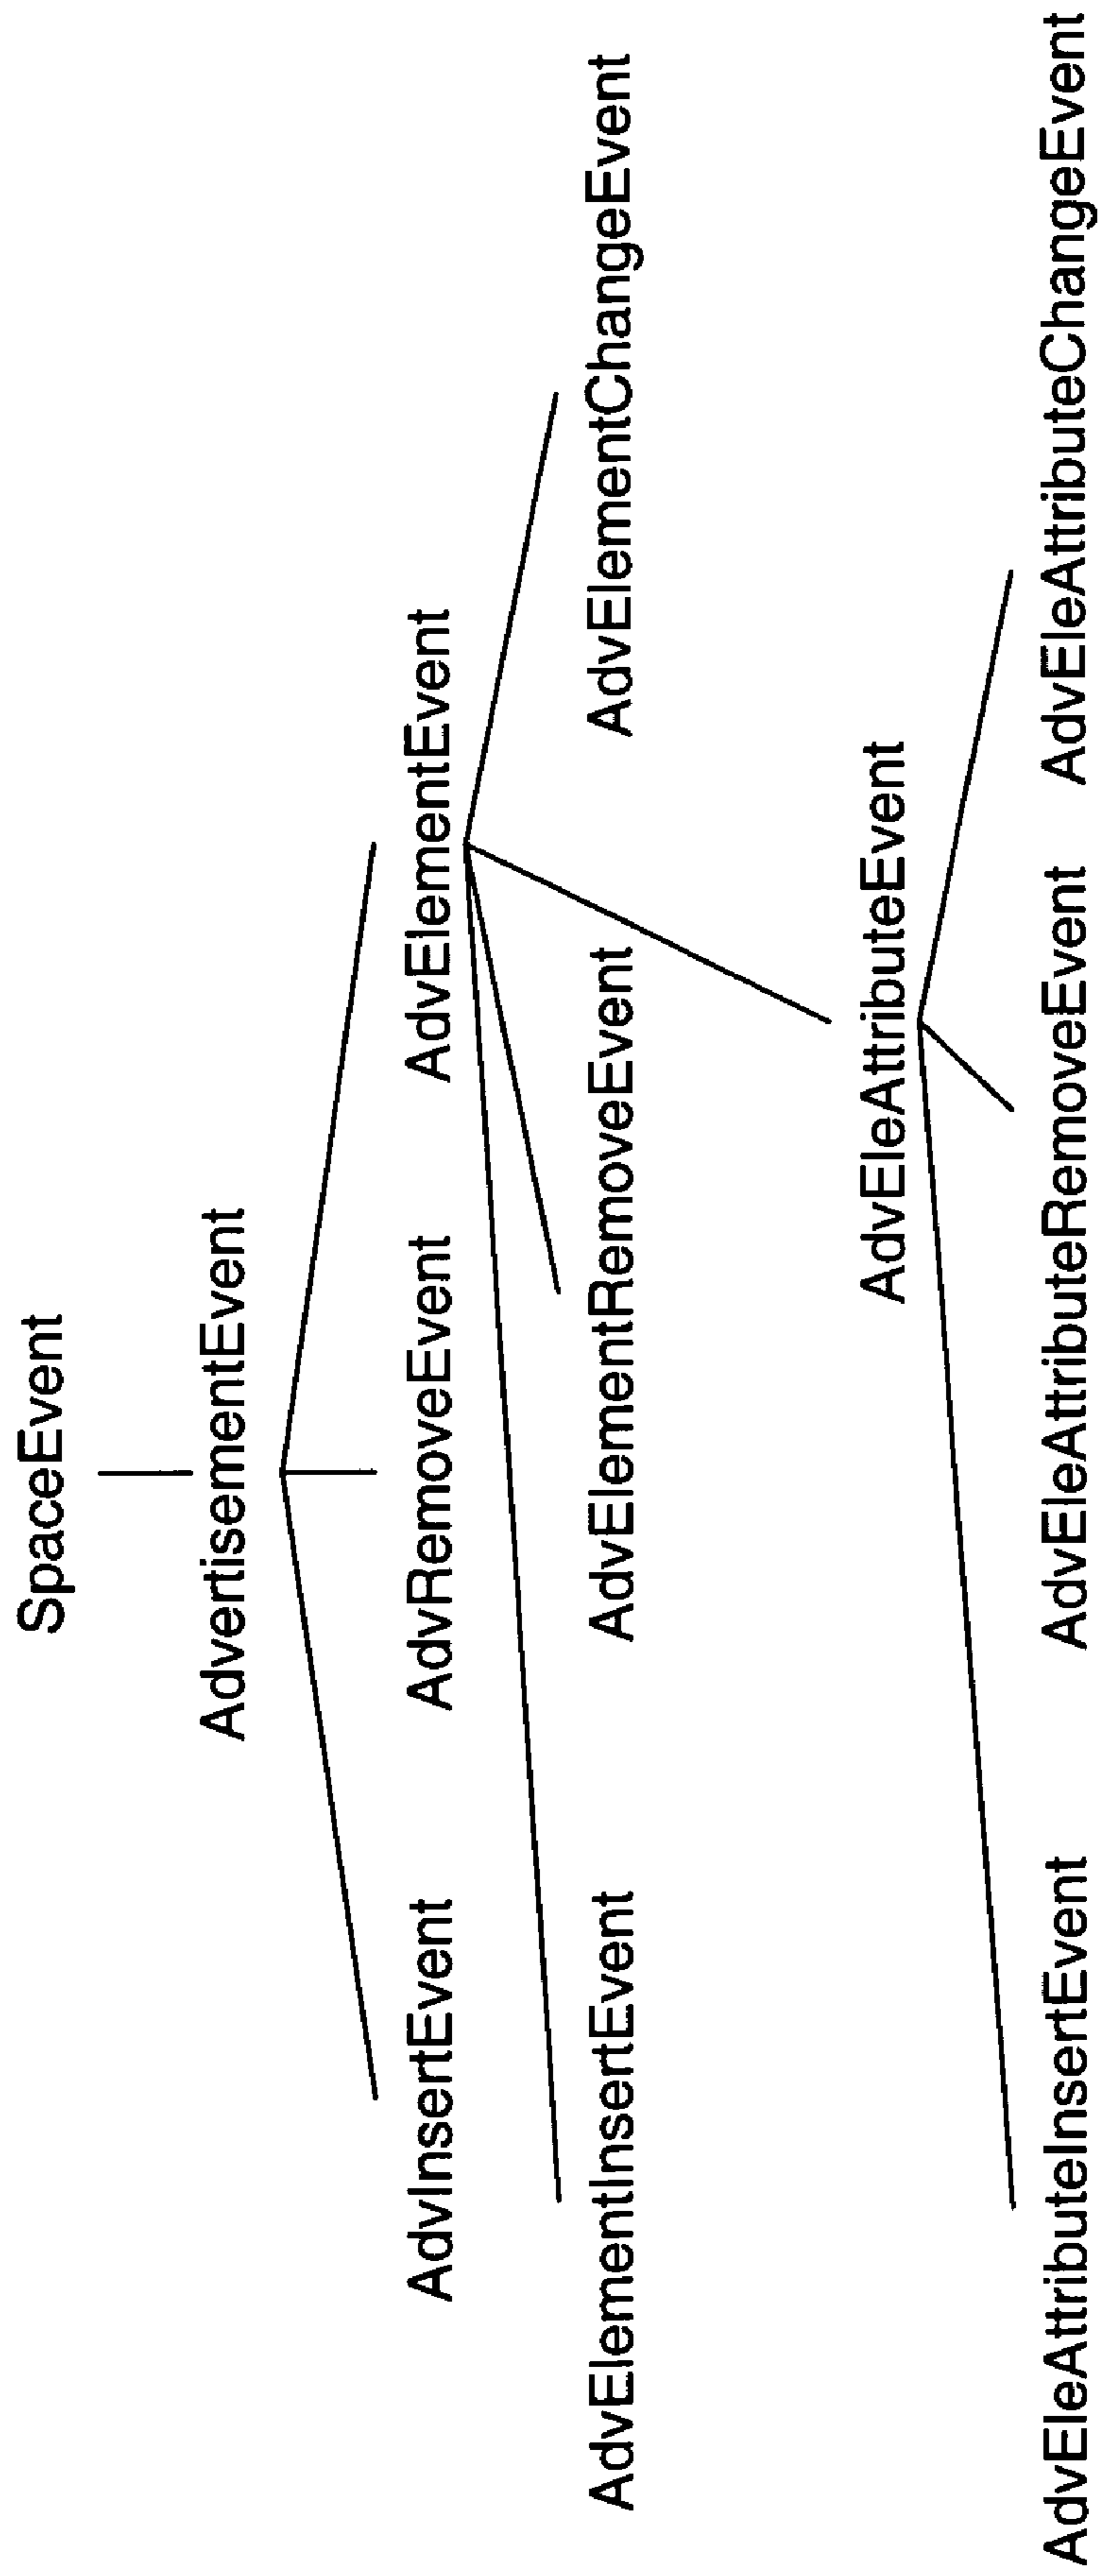 SpaceEvent
AdvertisementEvent
AdvInsertEvent
AdvRemoveEvent
AdvElementEvent
AdvElementInsertEvent
AdvElementRemoveEvent
AdvElementChangeEvent
AdvEleAttributeEvent
AdvEleAttributeInsertEvent
AdvEleAttributeRemoveEvent
AdvEleAttributeChangeEvent